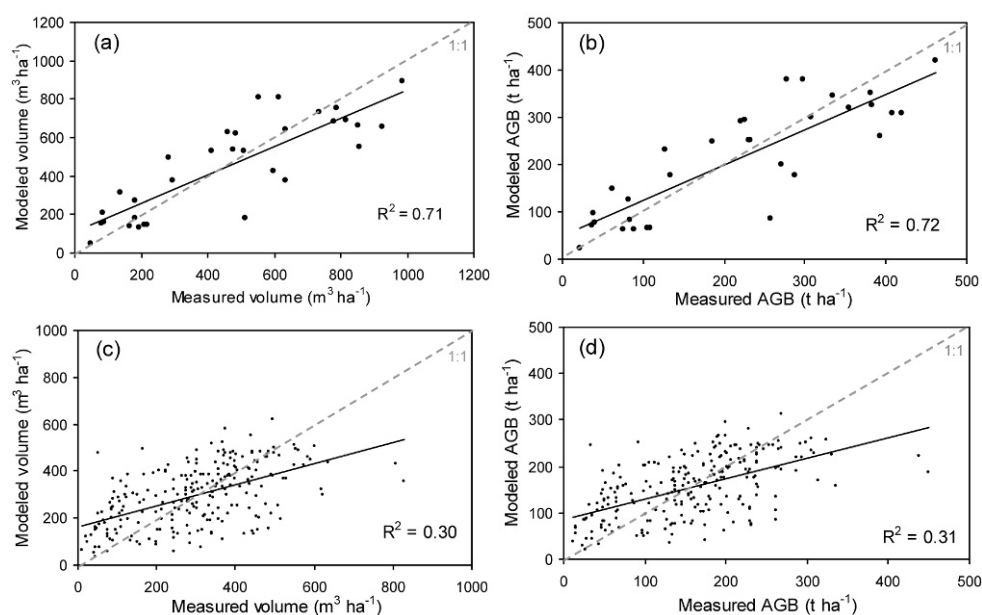 (a)
1200
1000
800
600
400
200
0
Modeled volume (m³ ha⁻¹)
1:1
R² = 0.71
0 200 400 600 800 1000 1200
Measured volume (m³ ha⁻¹)
(b)
500
400
300
200
100
0
Modeled AGB (t ha⁻¹)
1:1
R² = 0.72
0 100 200 300 400 500
Measured AGB (t ha⁻¹)
(c)
1000
800
600
400
200
0
Modeled volume (m³ ha⁻¹)
1:1
R² = 0.30
0 200 400 600 800 1000
Measured volume (m³ ha⁻¹)
(d)
500
400
300
200
100
0
Modeled AGB (t ha⁻¹)
1:1
R² = 0.31
0 100 200 300 400 500
Measured AGB (t ha⁻¹)